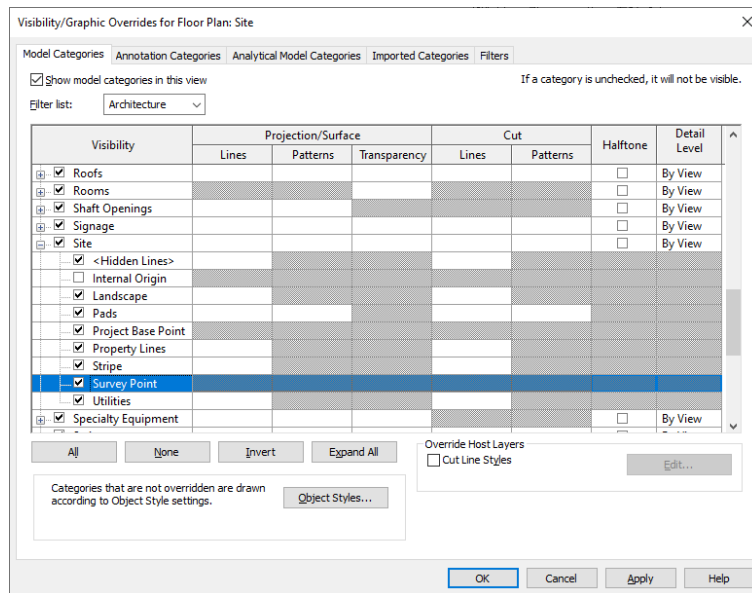 Visibility/Graphic Overrides for Floor Plan: Site
Model Categories Annotation Categories Analytical Model Categories Imported Categories Filters
Show model categories in this view If a category is unchecked, it will not be visible.
Filter list: Architecture
Visibility Projection/Surface Cut Halftone Detail Level
Lines Patterns Transparency Lines Patterns
Roofs By View
Rooms By View
Shaft Openings By View
Signage By View
Site By View
<Hidden Lines>
Internal Origin
Landscape
Pads
Project Base Point
Property Lines
Stripe
Survey Point
Utilities
Specialty Equipment By View
All None Invert Expand All
Override Host Layers
Cut Line Styles
Edit...
Categories that are not overridden are drawn
according to Object Style settings.
Object Styles...
OK Cancel Apply Help